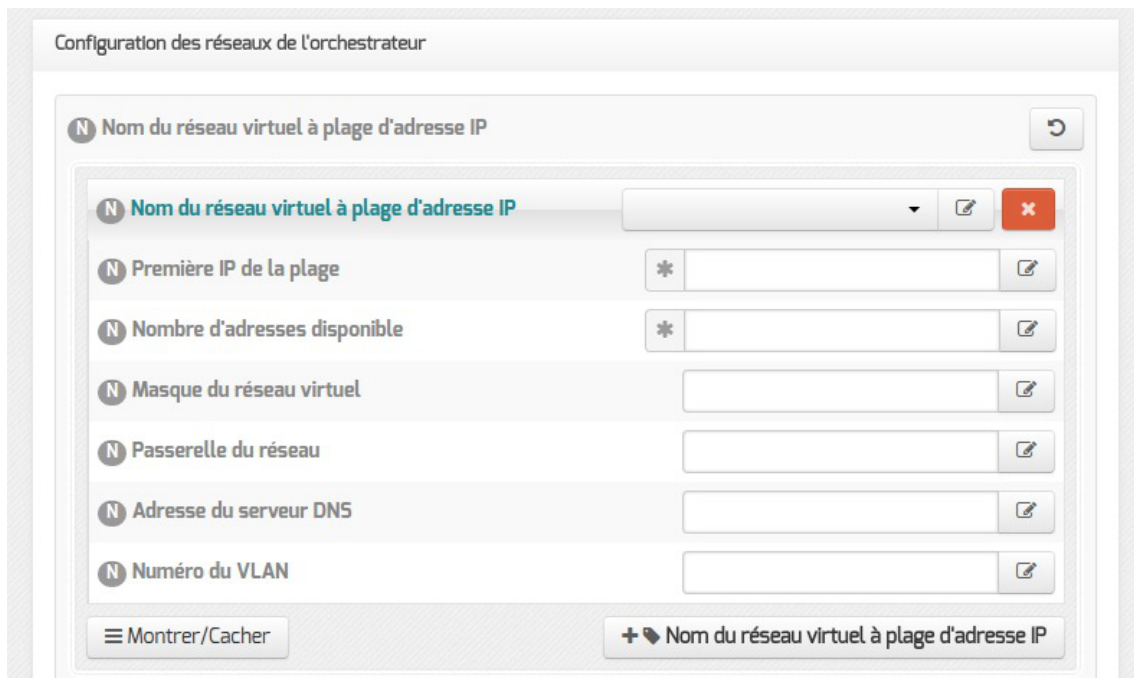 Configuration des réseaux de l'orchestrateur
N Nom du réseau virtuel à plage d'adresse IP
N Nom du réseau virtuel à plage d'adresse IP
N Première IP de la plage
N Nombre d'adresses disponible
N Masque du réseau virtuel
N Passerelle du réseau
N Adresse du serveur DNS
N Numéro du VLAN
Montrer/Cacher
Nom du réseau virtuel à plage d'adresse IP